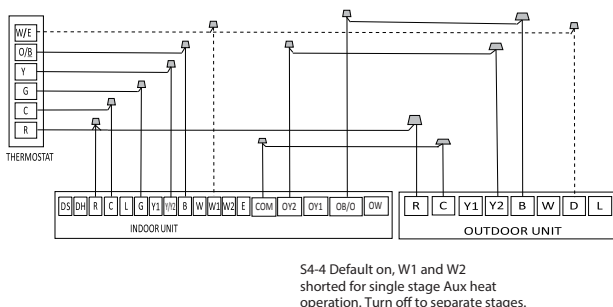 W/E
O/B
Y
G
C
R
THERMOSTAT
DS DH R C L G Y1 Y/Y2 B W W1 W2 E COM OY2 OY1 OB/O OW
INDOOR UNIT
R C Y1 Y2 B W D L
OUTDOOR UNIT
S4-4 Default on, W1 and W2
shorted for single stage Aux heat
operation. Turn off to separate stages.